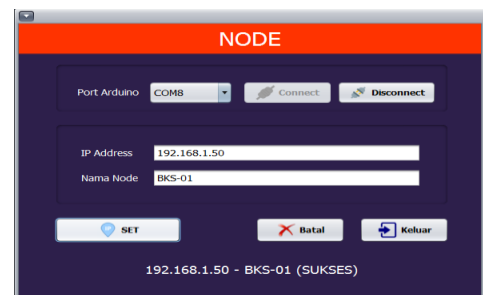 NODE
Port Arduino COM8 Connect Disconnect
IP Address 192.168.1.50
Nama Node BKS-01
SET Batal Keluar
192.168.1.50 - BKS-01 (SUKSES)